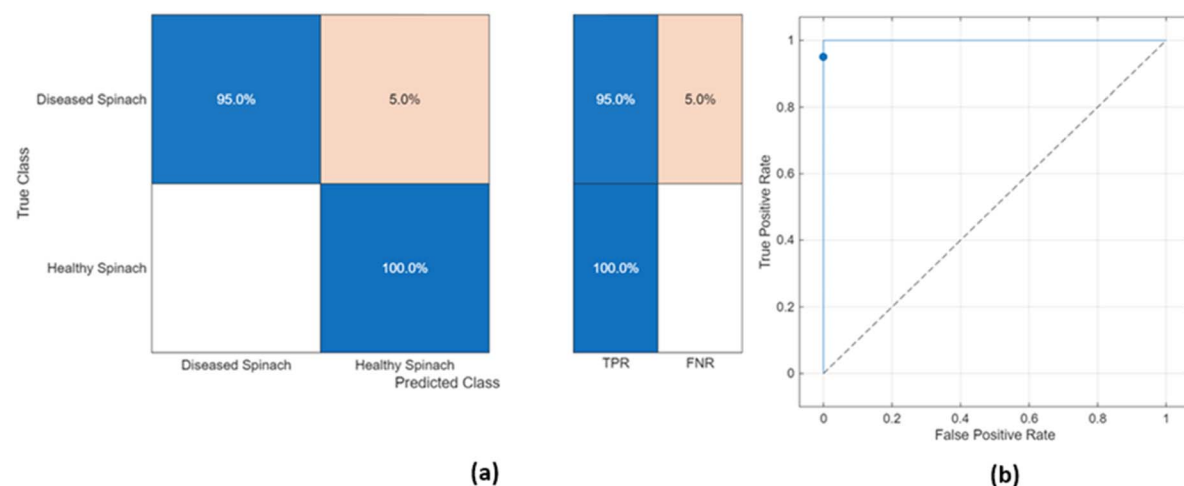 True Class
Diseased Spinach
95.0%
5.0%
Healthy Spinach
100.0%
Diseased Spinach
Healthy Spinach
Predicted Class
95.0%
5.0%
100.0%
TPR
FNR
True Positive Rate
1
0.8
0.6
0.4
0.2
0
0
0.2
0.4
0.6
0.8
1
False Positive Rate
(a)
(b)